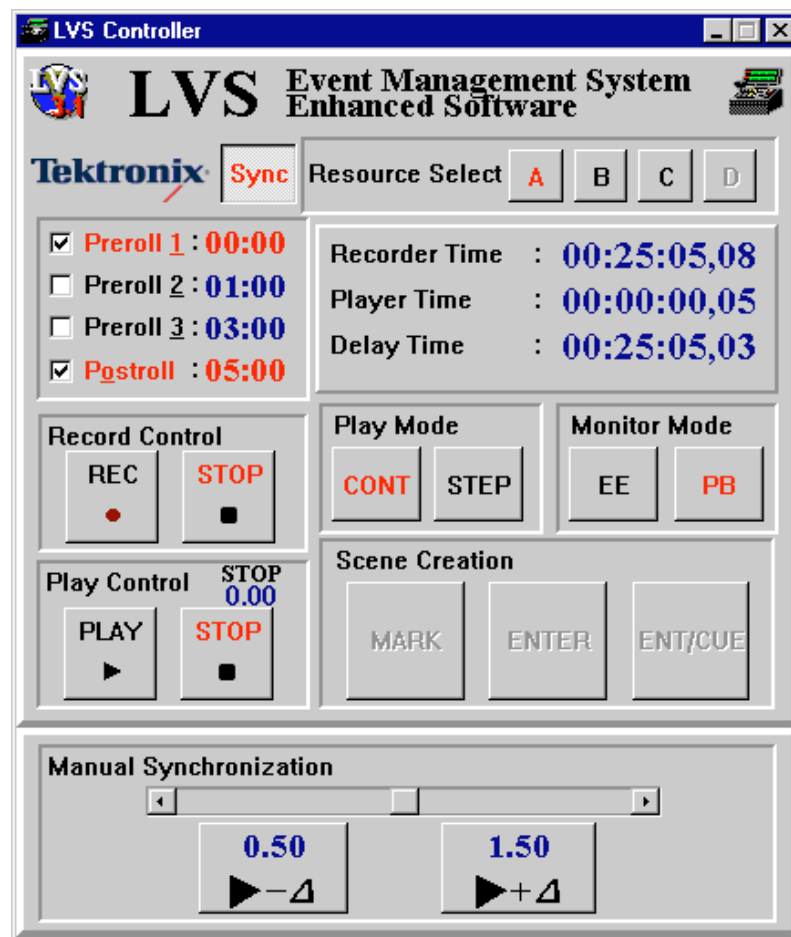 LVS Controller
LVS
3.1
LVS Event Management System
Enhanced Software
Tektronix Sync Resource Select A B C D
Preroll 1 : 00:00
Preroll 2 : 01:00
Preroll 3 : 03:00
Postroll : 05:00
Recorder Time : 00:25:05,08
Player Time : 00:00:00,05
Delay Time : 00:25:05,03
Record Control
REC STOP
Play Mode
CONT STEP
Monitor Mode
EE PB
Play Control STOP
0.00
PLAY STOP
Scene Creation
MARK ENTER ENT/CUE
Manual Synchronization
0.50 1.50
▶−Δ ▶+Δ